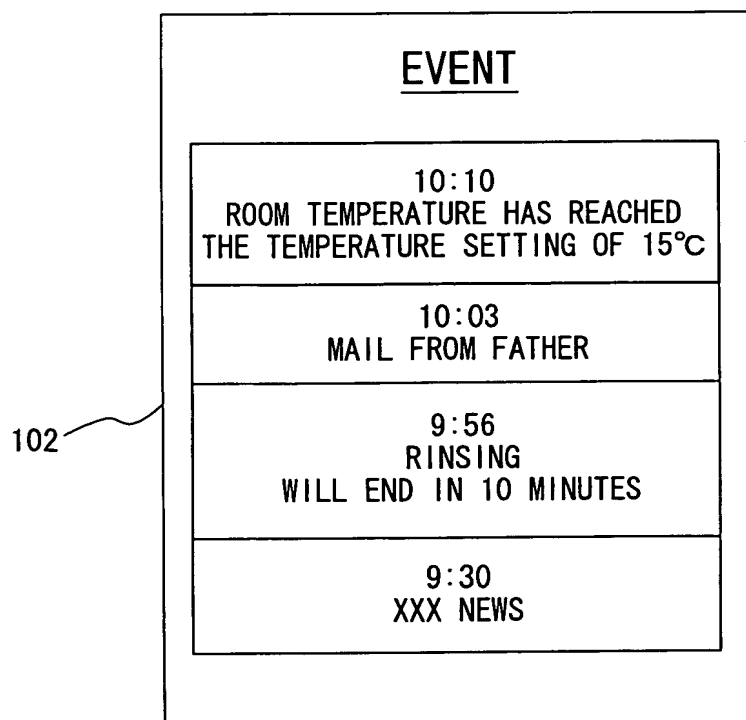 EVENT
10:10
ROOM TEMPERATURE HAS REACHED
THE TEMPERATURE SETTING OF 15°C
10:03
MAIL FROM FATHER
102
9:56
RINSING
WILL END IN 10 MINUTES
9:30
XXX NEWS